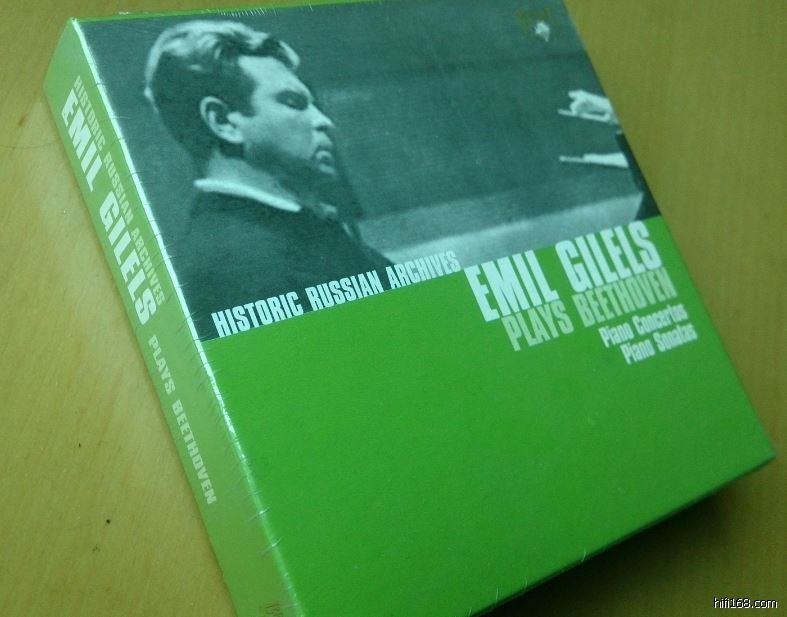 HISTORIC RUSSIAN ARCHIVES
EMIL GILELS
PLAYS BEETHOVEN
Piano Concertos
Piano Sonatas
HISTORIC RUSSIAN ARCHIVES
EMIL GILELS PLAYS BEETHOVEN
hifi168.com